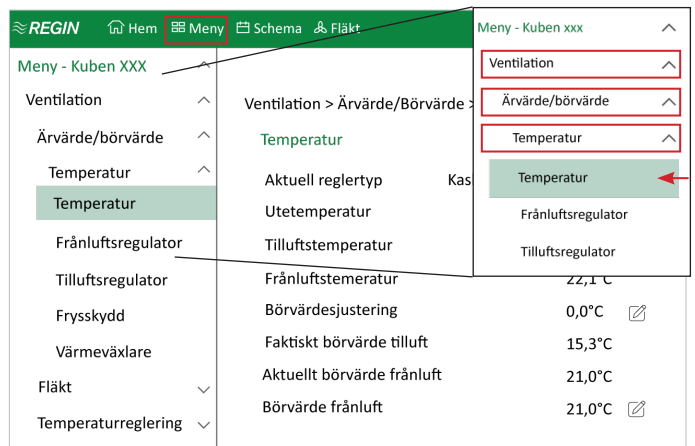 REGIN Hem Meny Schema Fläkt
Meny - Kuben XXX
Ventilation
Ärvärde/börvärde
Temperatur
Temperatur
Frånluftsregulator
Tilluftsregulator
Frysskydd
Värmeväxlare
Fläkt
Temperaturreglering
Ventilation > Ärvärde/Börvärde >
Temperatur
Aktuell reglertyp Kas
Utetemperatur
Tilluftstemperatur
Frånluftstemeratur 22,1°C
Börvärdesjustering 0,0°C
Faktiskt börvärde tilluft 15,3°C
Aktuellt börvärde frånluft 21,0°C
Börvärde frånluft 21,0°C
Meny - Kuben xxx
Ventilation
Ärvärde/börvärde
Temperatur
Temperatur
Frånluftsregulator
Tilluftsregulator